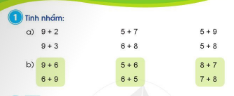 1 Tính nhẩm:
a) 9 + 2 5 + 7 5 + 9
9 + 3 6 + 8 5 + 8
b) 9 + 6 5 + 6 8 + 7
6 + 9 6 + 5 7 + 8